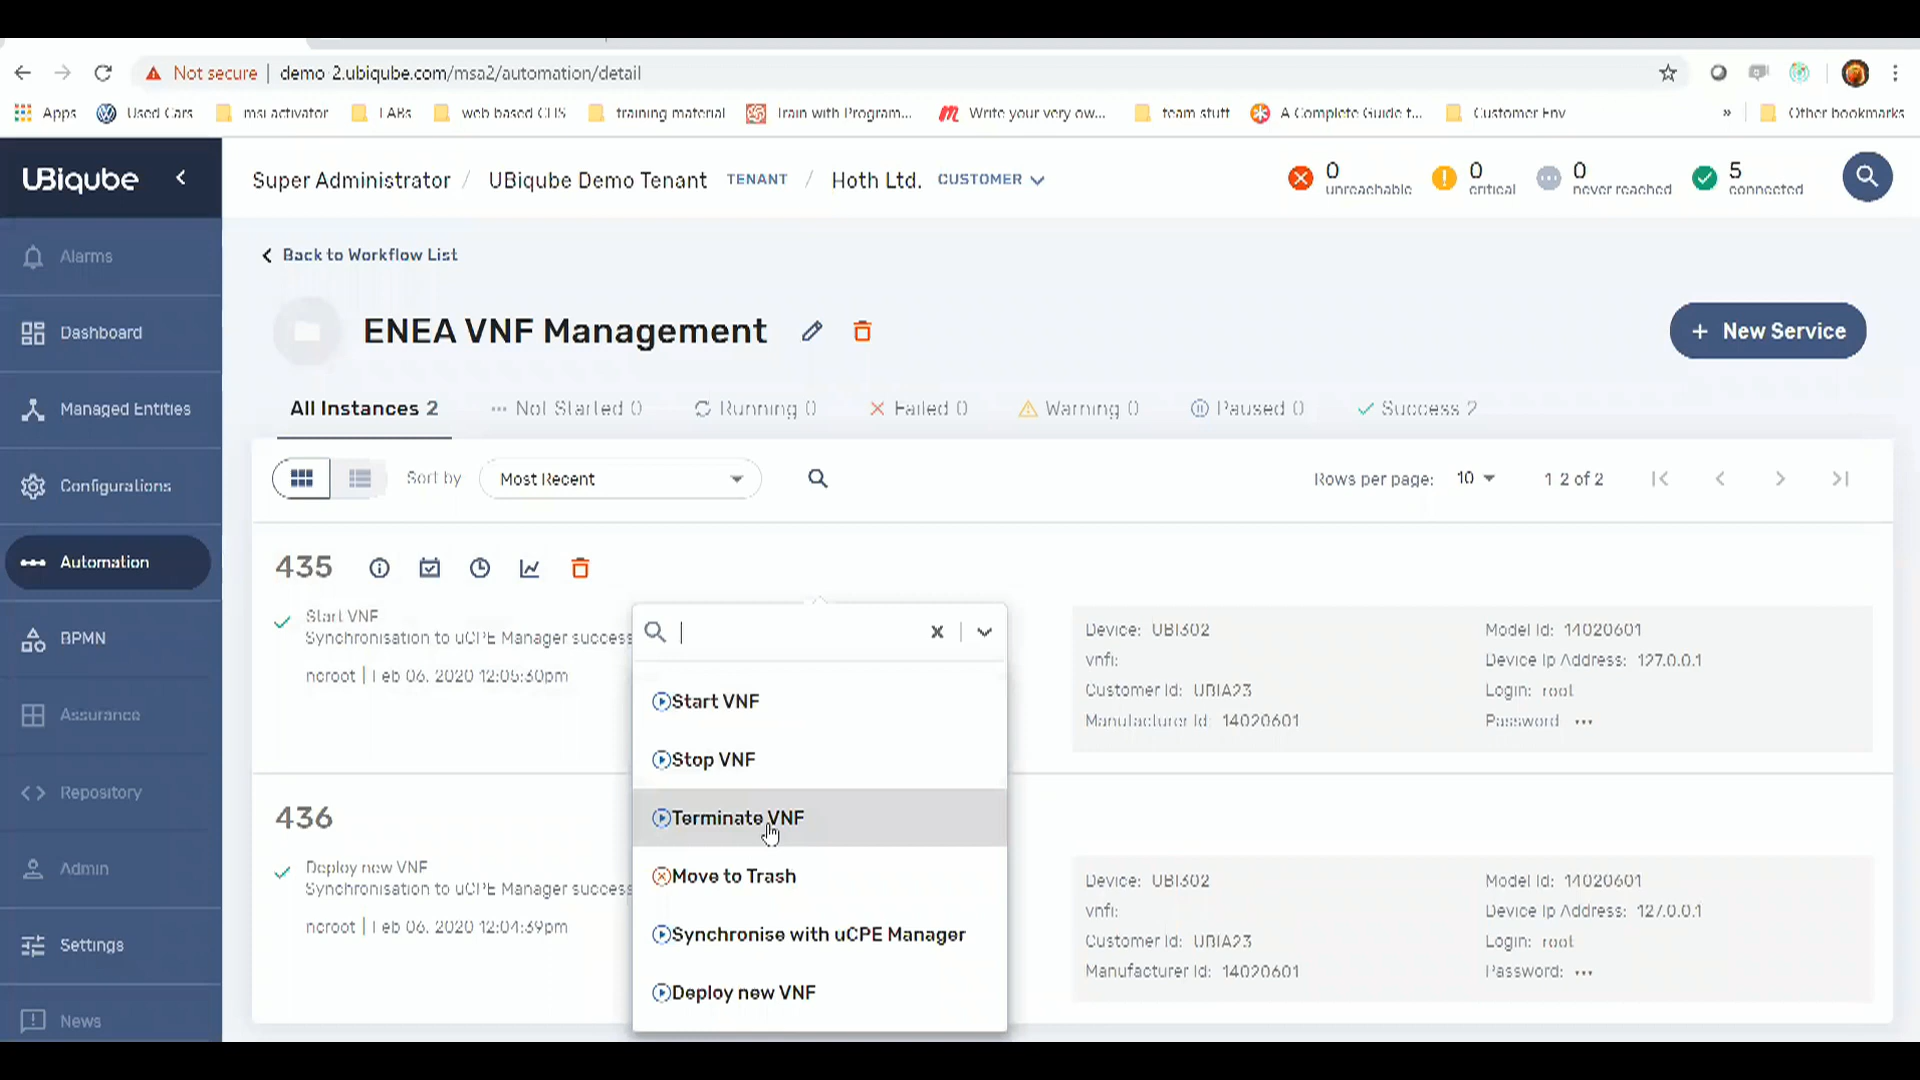 Not secure | demo-2.ubiqube.com/msa2/automation/detail
Apps Used Cars msi activator LABs web based CLIS training material Train with Program... Write your very ow... team stuff A Complete Guide t... Customer Env » Other bookmarks
UBiqube
Super Administrator / UBiqube Demo Tenant TENANT / Hoth Ltd. CUSTOMER
0 unreachable
0 critical
0 never reached
5 connected
Alarms
Dashboard
Managed Entities
Configurations
Automation
BPMN
Assurance
Repository
Admin
Settings
News
Back to Workflow List
ENEA VNF Management
+ New Service
All Instances 2 Not Started 0 Running 0 Failed 0 Warning 0 Paused 0 Success 2
Sort by Most Recent
Rows per page: 10 1-2 of 2
435
Start VNF
Synchronisation to uCPE Manager success
ncroot | Feb 06, 2020 12:05:30pm
Device: UBI302
vnfi:
Customer Id: UBIA23
Manufacturer Id: 14020601
Model Id: 14020601
Device Ip Address: 127.0.0.1
Login: root
Password ···
Start VNF
Stop VNF
Terminate VNF
Move to Trash
Synchronise with uCPE Manager
Deploy new VNF
436
Deploy new VNF
Synchronisation to uCPE Manager success
ncroot | Feb 06, 2020 12:04:39pm
Device: UBI302
vnfi:
Customer Id: UBIA23
Manufacturer Id: 14020601
Model Id: 14020601
Device Ip Address: 127.0.0.1
Login: root
Password: ···